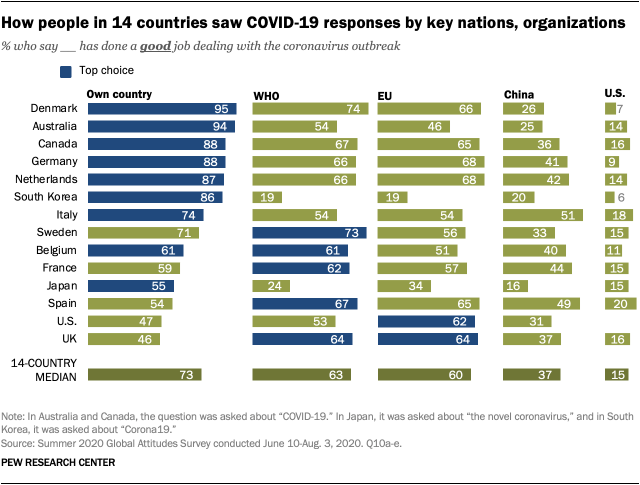 How people in 14 countries saw COVID-19 responses by key nations, organizations
% who say __ has done a good job dealing with the coronavirus outbreak
Top choice
Own country WHO EU China U.S.
Denmark 95 74 66 26 7
Australia 94 54 46 25 14
Canada 88 67 65 36 16
Germany 88 66 68 41 9
Netherlands 87 66 68 42 14
South Korea 86 19 19 20 6
Italy 74 54 54 51 18
Sweden 71 73 56 33 15
Belgium 61 61 51 40 11
France 59 62 57 44 15
Japan 55 24 34 16 15
Spain 54 67 65 49 20
U.S. 47 53 62 31
UK 46 64 64 37 16
14-COUNTRY
MEDIAN 73 63 60 37 15
Note: In Australia and Canada, the question was asked about “COVID-19.” In Japan, it was asked about “the novel coronavirus,” and in South
Korea, it was asked about “Corona19.”
Source: Summer 2020 Global Attitudes Survey conducted June 10-Aug. 3, 2020. Q10a-e.
PEW RESEARCH CENTER